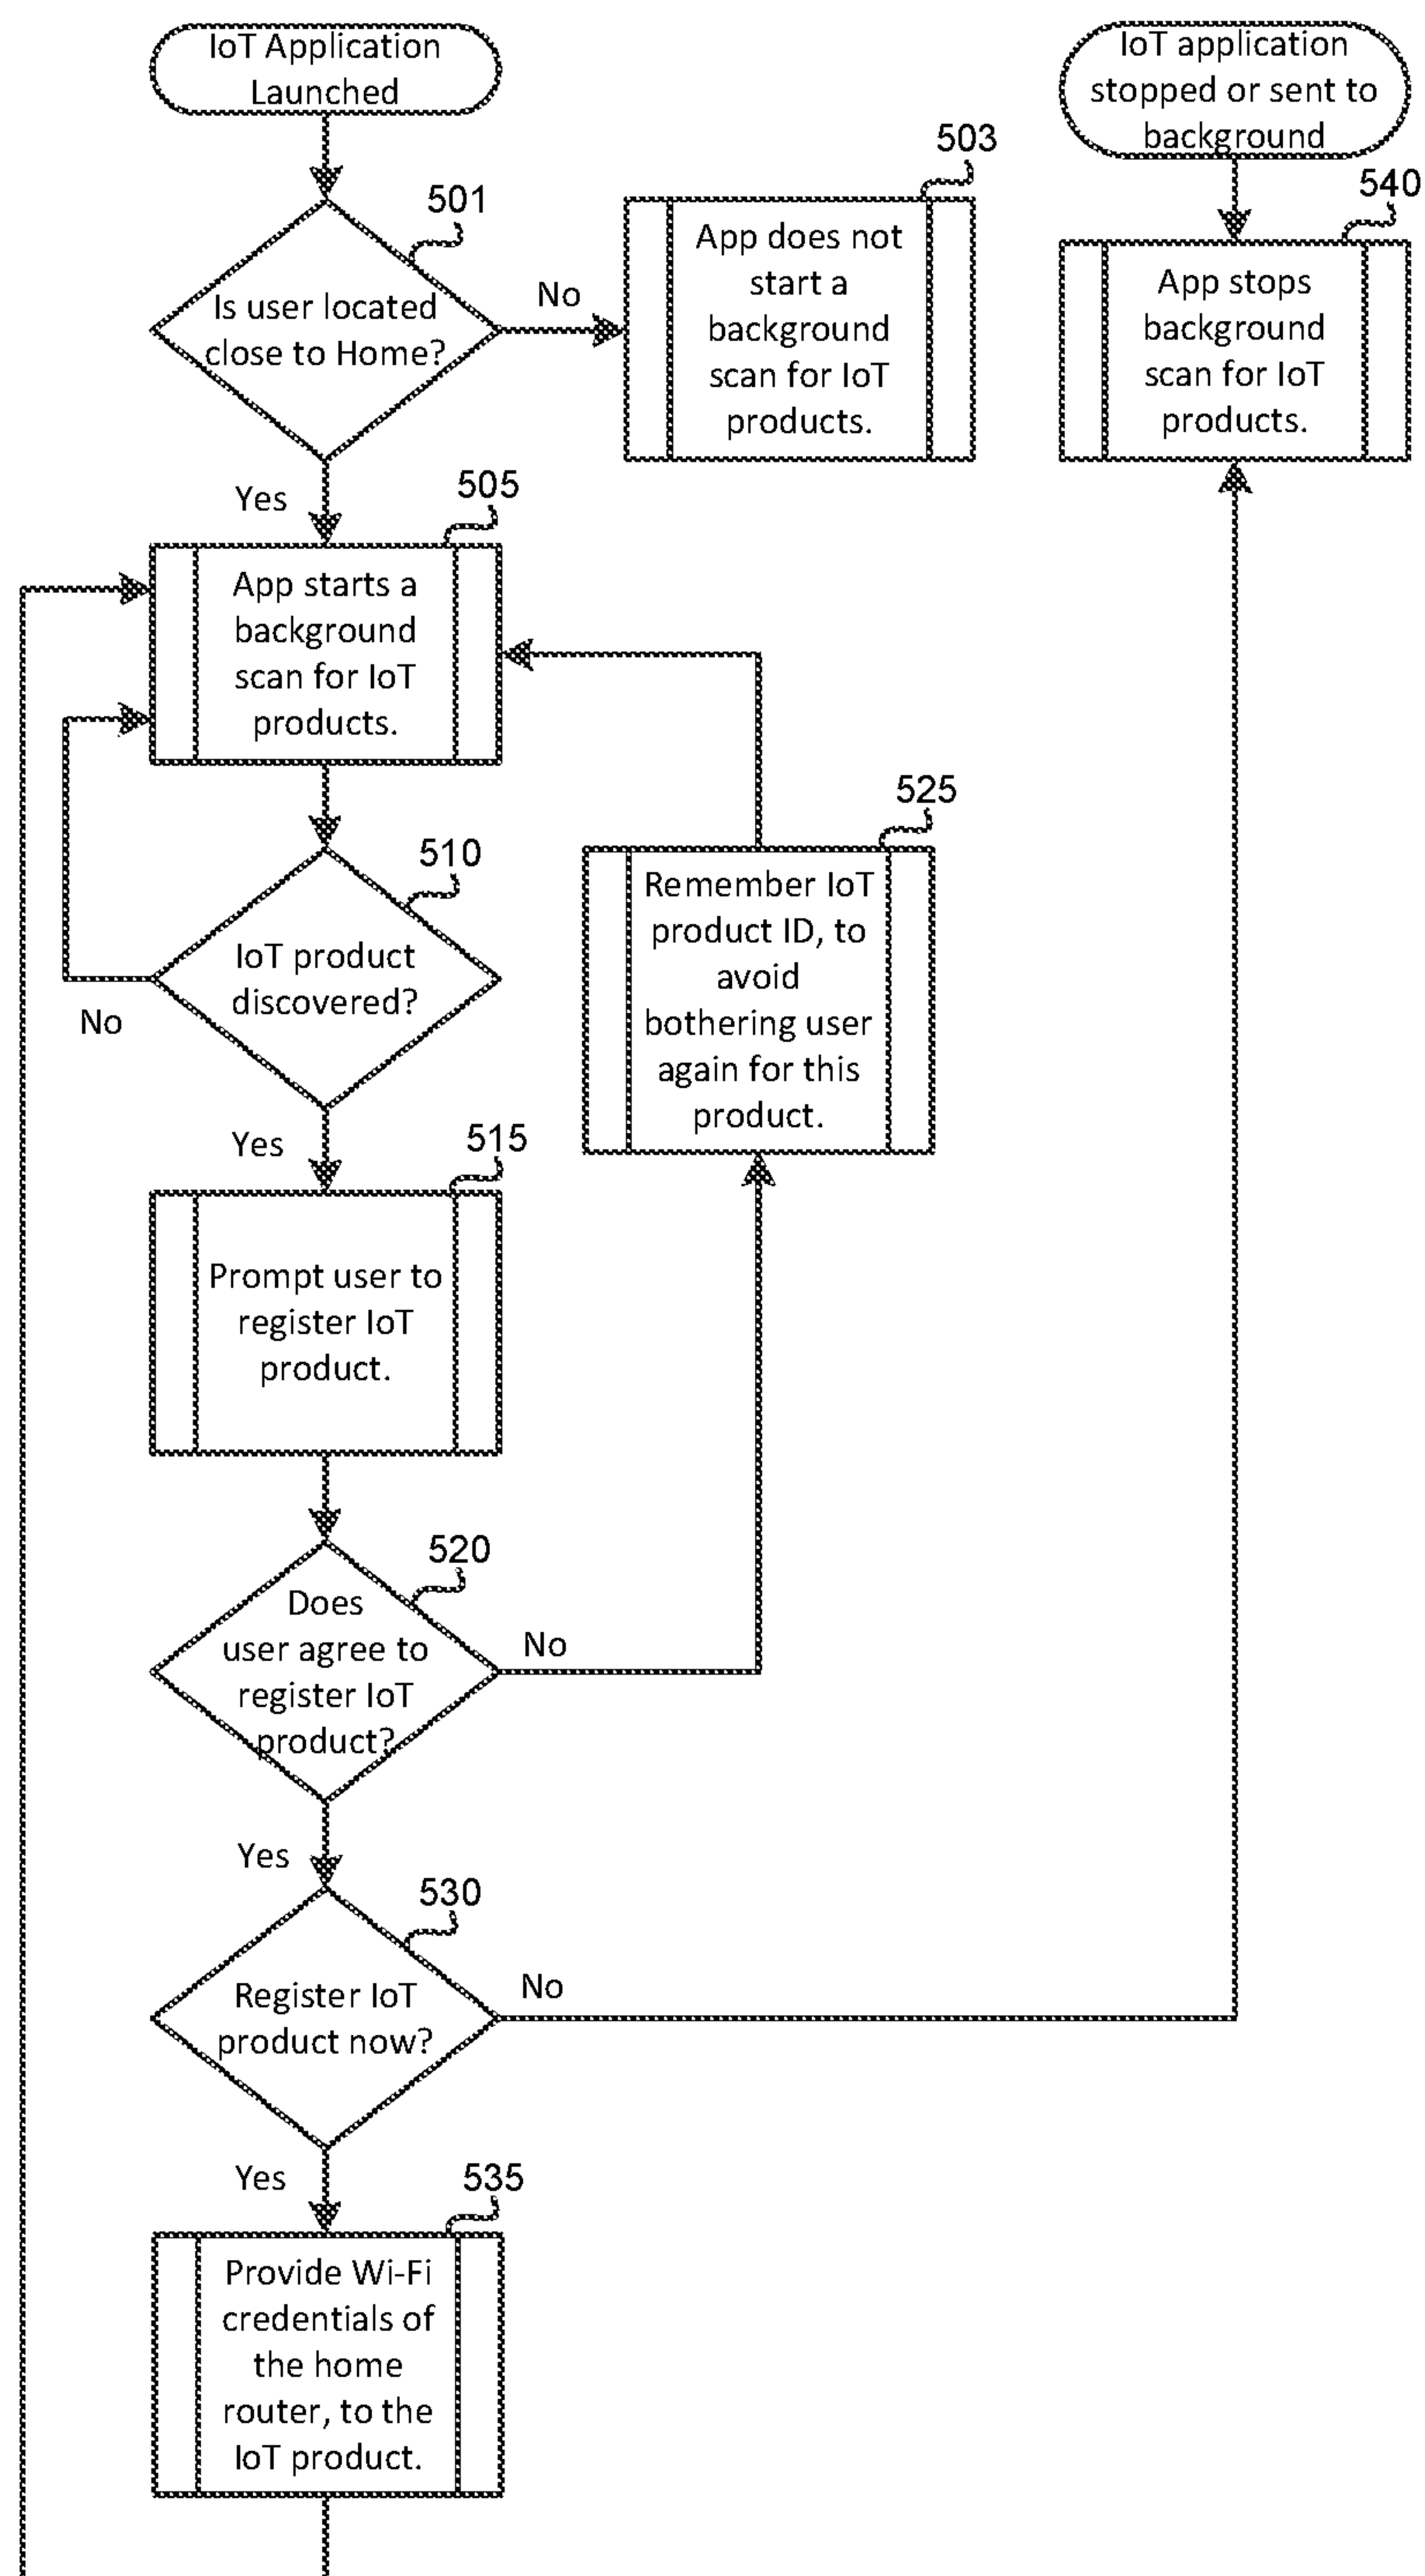 IoT Application
Launched
IoT application
stopped or sent to
background
503
501
540
Is user located
close to Home?
No
App does not
start a
background
scan for IoT
products.
App stops
background
scan for IoT
products.
Yes
505
App starts a
background
scan for IoT
products.
510
IoT product
discovered?
No
525
Remember IoT
product ID, to
avoid
bothering user
again for this
product.
Yes
515
Prompt user to
register IoT
product.
520
Does
user agree to
register IoT
product?
No
Yes
530
Register IoT
product now?
No
Yes
535
Provide Wi-Fi
credentials of
the home
router, to the
IoT product.